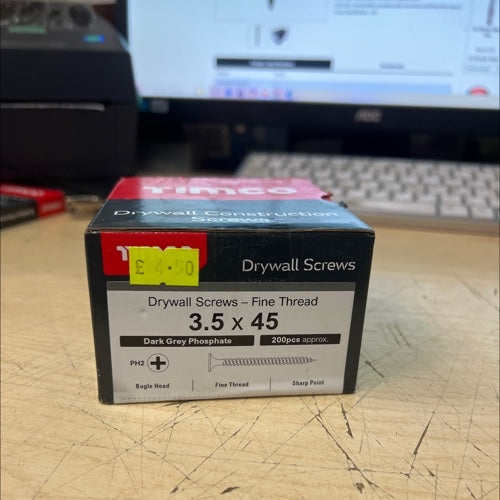 TIMCO
Drywall Construction
Screws
£ 4.50
Drywall Screws
Drywall Screws – Fine Thread
3.5 x 45
Dark Grey Phosphate
200pcs approx.
PH2
Bugle Head
Fine Thread
Sharp Point
AOC